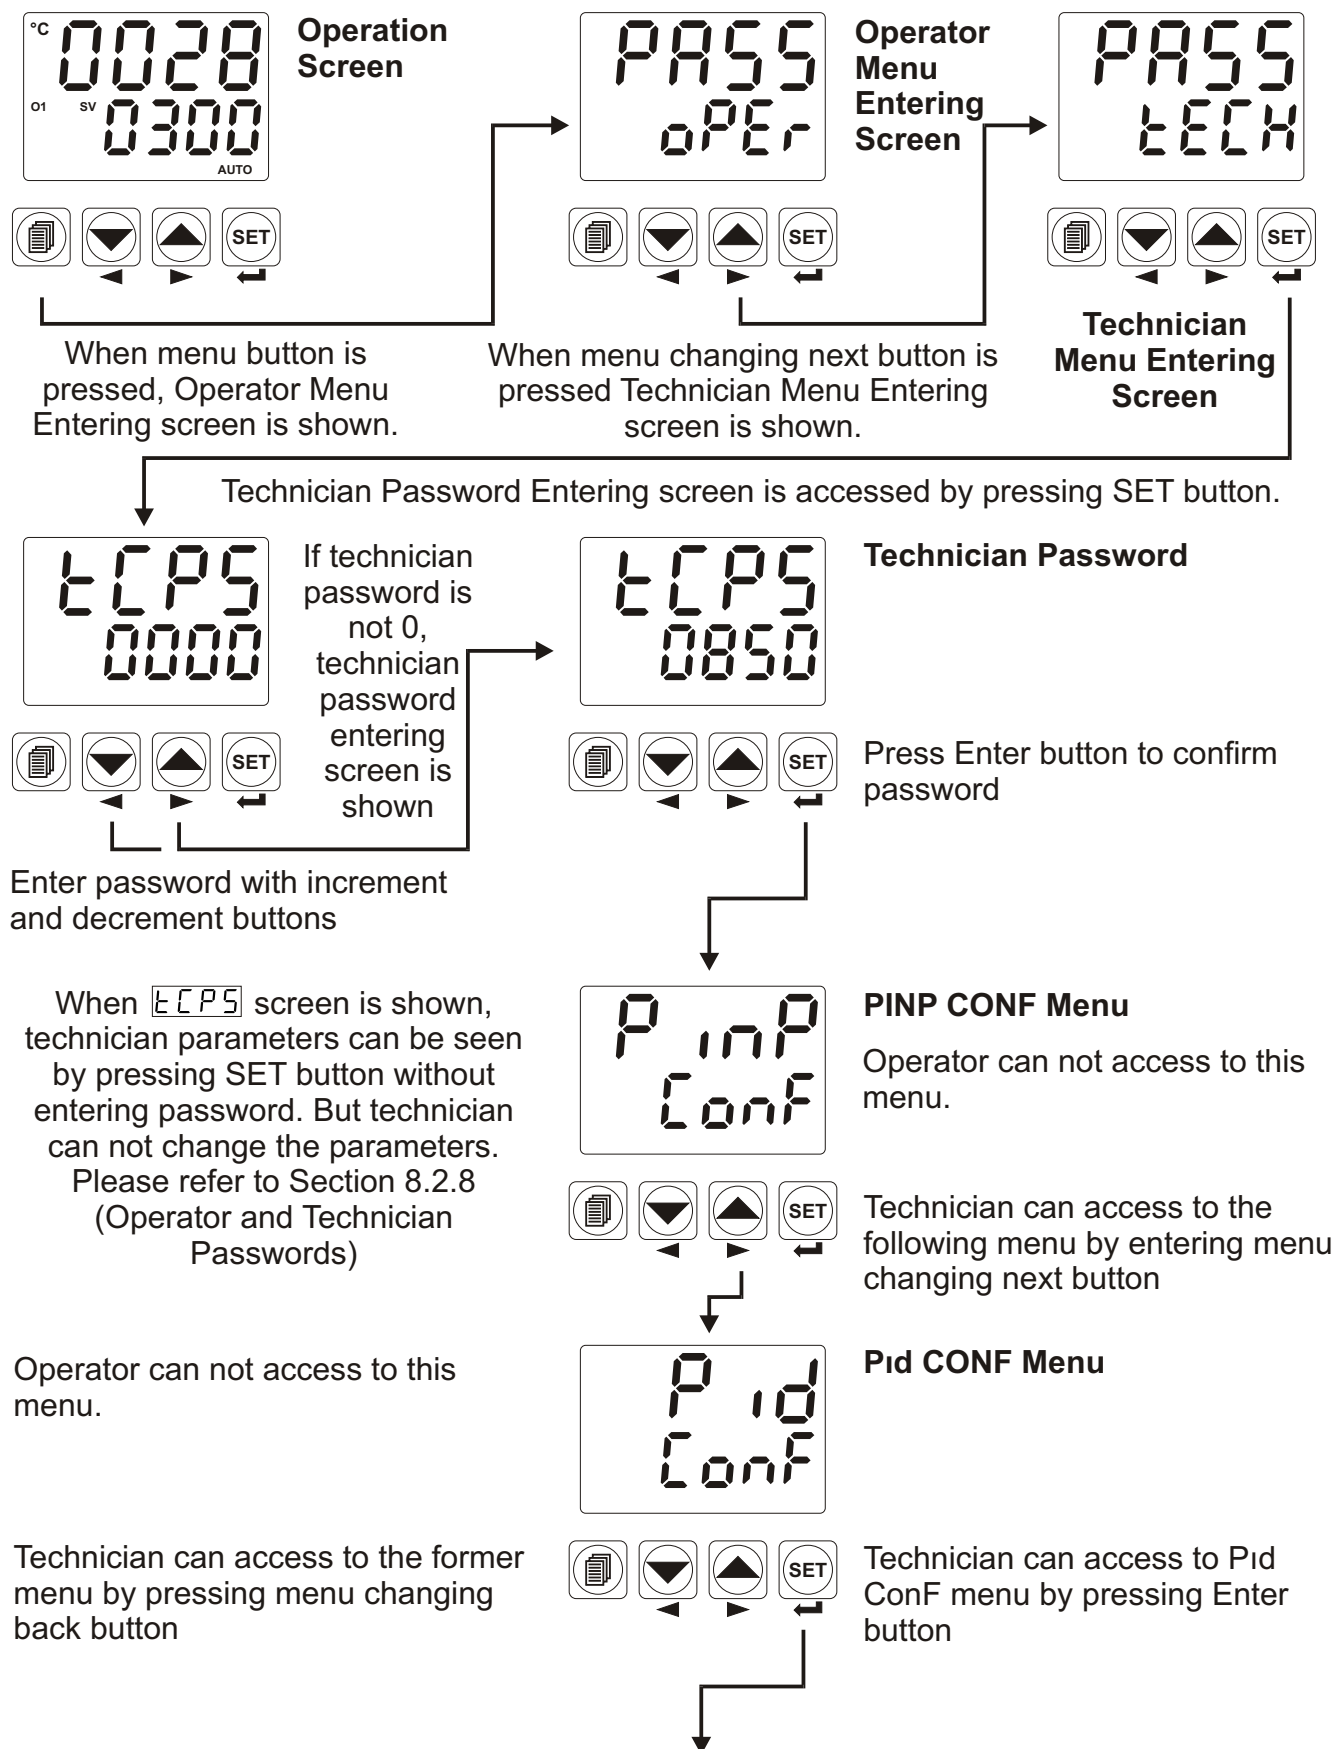 °C 0028
O1 SV 0300
AUTO
Operation
Screen
PASS
oPEr
Operator
Menu
Entering
Screen
PASS
tECH
SET
SET
SET
When menu button is
pressed, Operator Menu
Entering screen is shown.
When menu changing next button is
pressed Technician Menu Entering
screen is shown.
Technician
Menu Entering
Screen
Technician Password Entering screen is accessed by pressing SET button.
tCPS
0000
If technician
password is
not 0,
technician
password
entering
screen is
shown
tCPS
0850
Technician Password
SET
SET
Press Enter button to confirm
password
Enter password with increment
and decrement buttons
When tCPS screen is shown,
technician parameters can be seen
by pressing SET button without
entering password. But technician
can not change the parameters.
Please refer to Section 8.2.8
(Operator and Technician
Passwords)
PinP
ConF
PINP CONF Menu
Operator can not access to this
menu.
SET
Technician can access to the
following menu by entering menu
changing next button
Operator can not access to this
menu.
Pid
ConF
Pıd CONF Menu
Technician can access to the former
menu by pressing menu changing
back button
SET
Technician can access to Pıd
ConF menu by pressing Enter
button